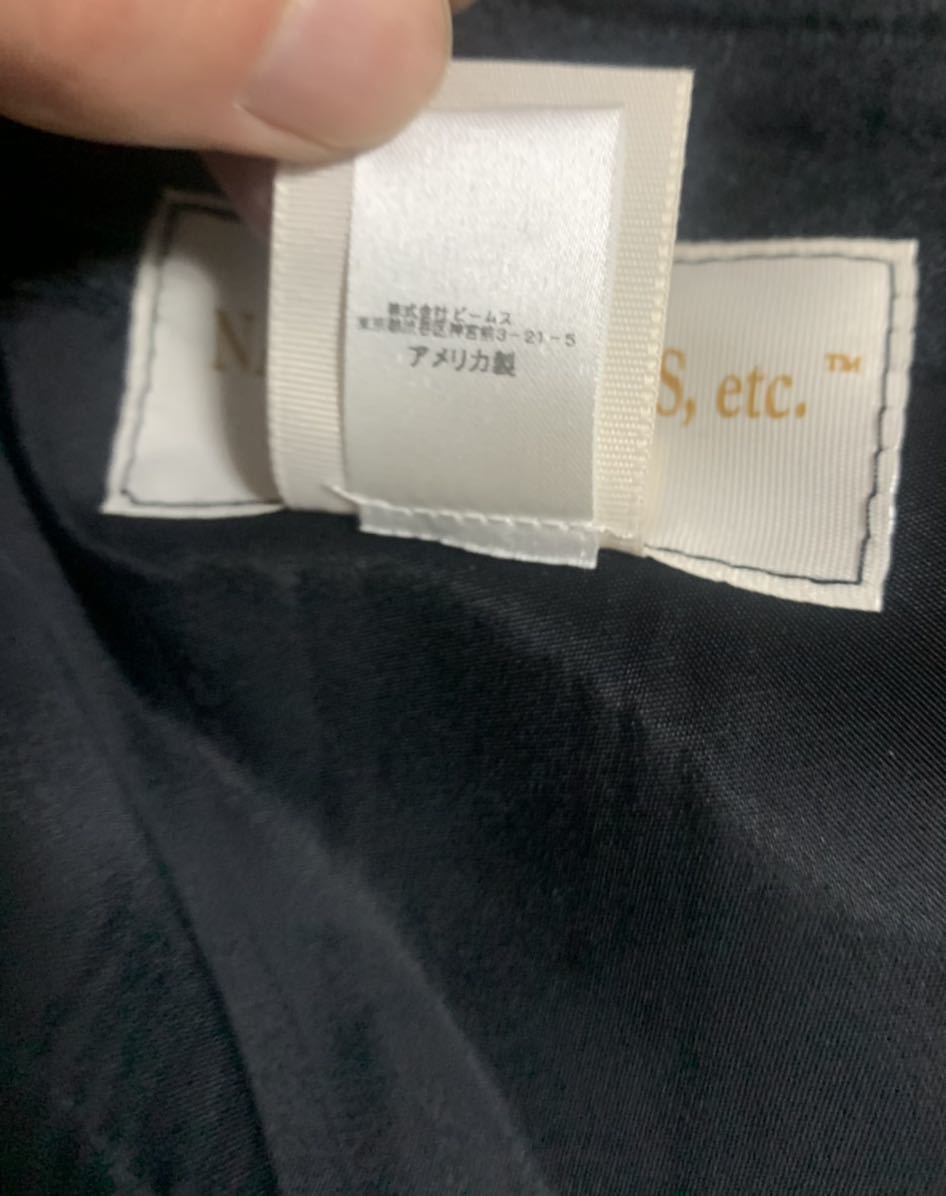 株式会社ビームス
東京都渋谷区神宮前3-21-5
アメリカ製
N
S, etc.™